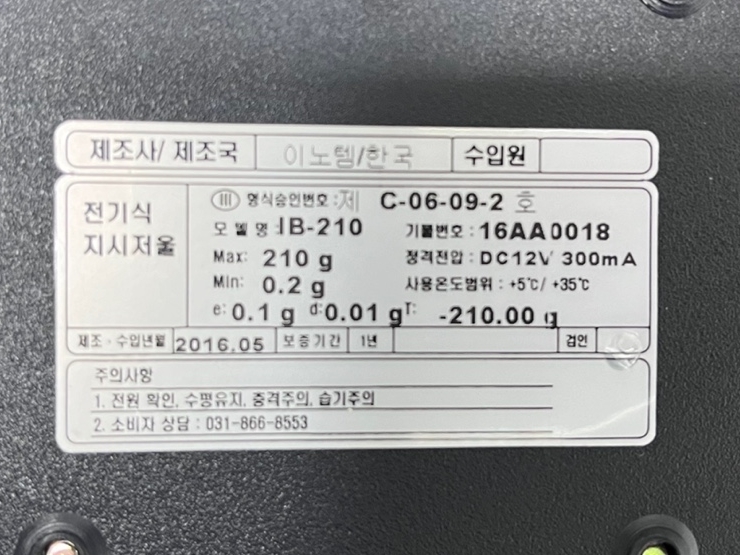 제조사/ 제조국 이노템/한국 수입원
전기식
지시저울
Ⅲ 형식승인번호 : 제 C-06-09-2 호
모 델 명 : IB-210 기물번호 : 16AA0018
Max: 210 g 정격전압 : DC12V 300mA
Min: 0.2 g 사용온도범위 : +5℃/ +35℃
e: 0.1 g d: 0.01 g T: -210.00 g
제조 · 수입년월 2016.05 보증기간 1년 검인
주의사항
1. 전원 확인, 수평유지, 충격주의, 습기주의
2. 소비자 상담 : 031-866-8553